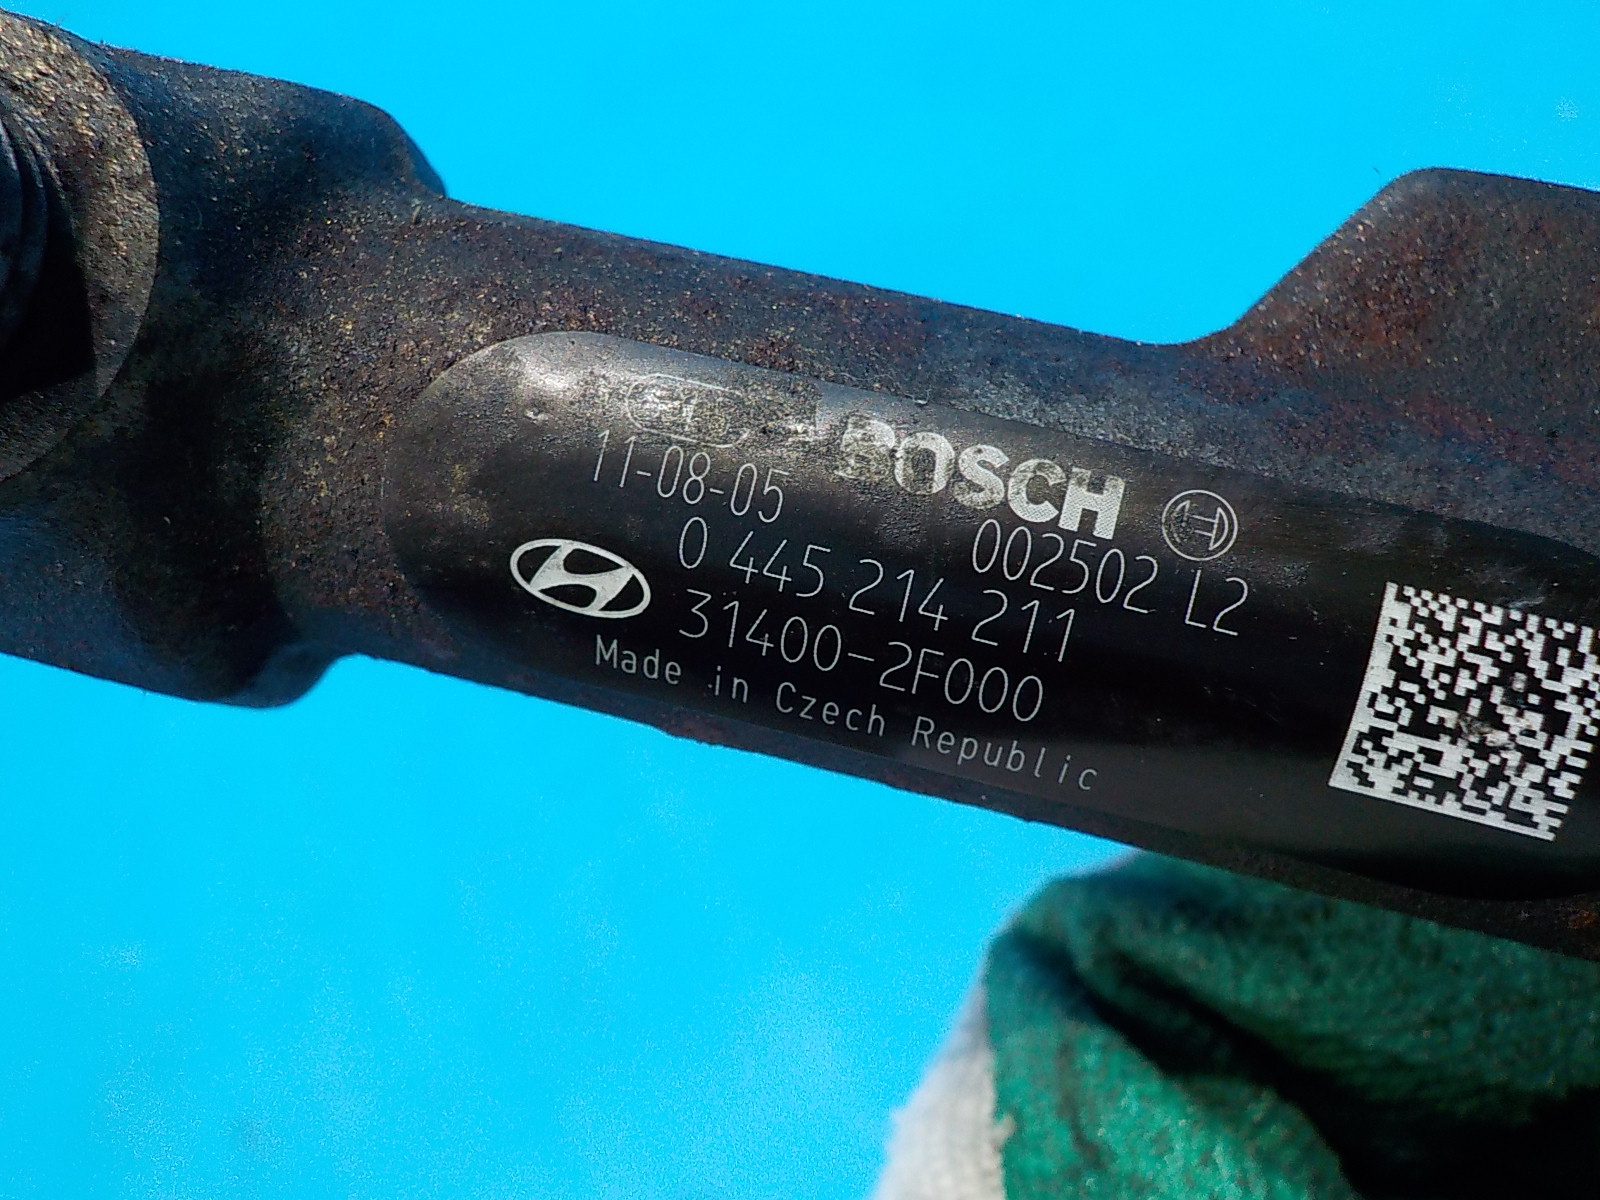 BOSCH
11-08-05
002502 L2
0 445 214 211
31400-2F000
Made in Czech Republic